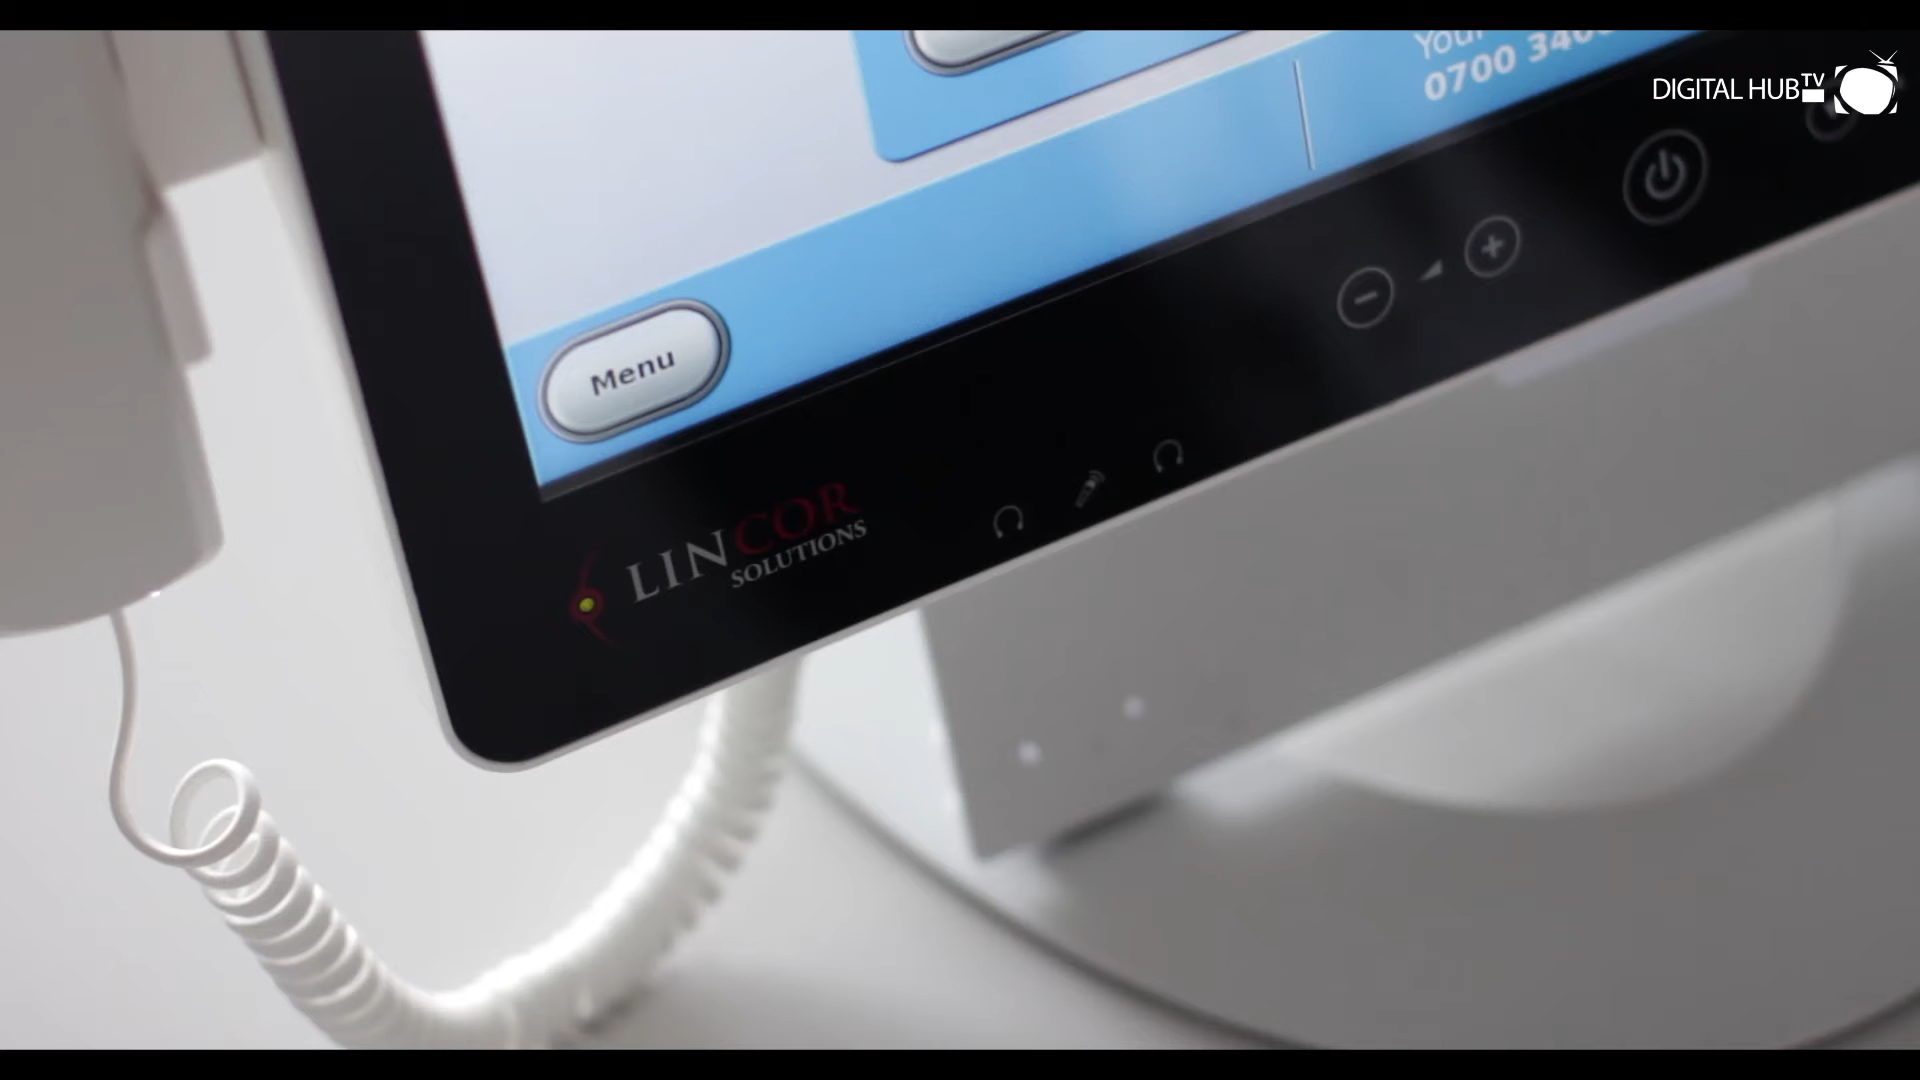 Your
0700 340
DIGITAL HUB TV
Menu
LINCOR
SOLUTIONS